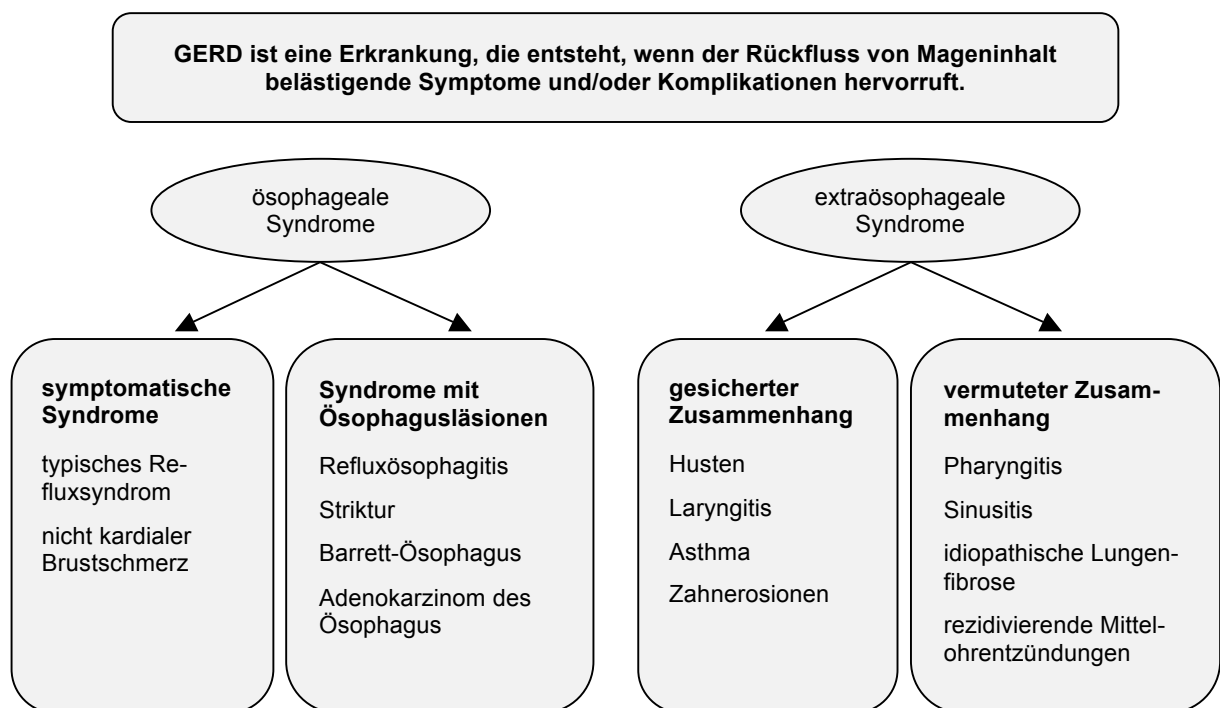 GERD ist eine Erkrankung, die entsteht, wenn der Rückfluss von Mageninhalt
belästigende Symptome und/oder Komplikationen hervorruft.
ösophageale
Syndrome
extraösophageale
Syndrome
symptomatische
Syndrome
typisches Re-
fluxsyndrom
nicht kardialer
Brustschmerz
Syndrome mit
Ösophagusläsionen
Refluxösophagitis
Striktur
Barrett-Ösophagus
Adenokarzinom des
Ösophagus
gesicherter
Zusammenhang
Husten
Laryngitis
Asthma
Zahnerosionen
vermuteter Zusam-
menhang
Pharyngitis
Sinusitis
idiopathische Lungen-
fibrose
rezidivierende Mittel-
ohrentzündungen